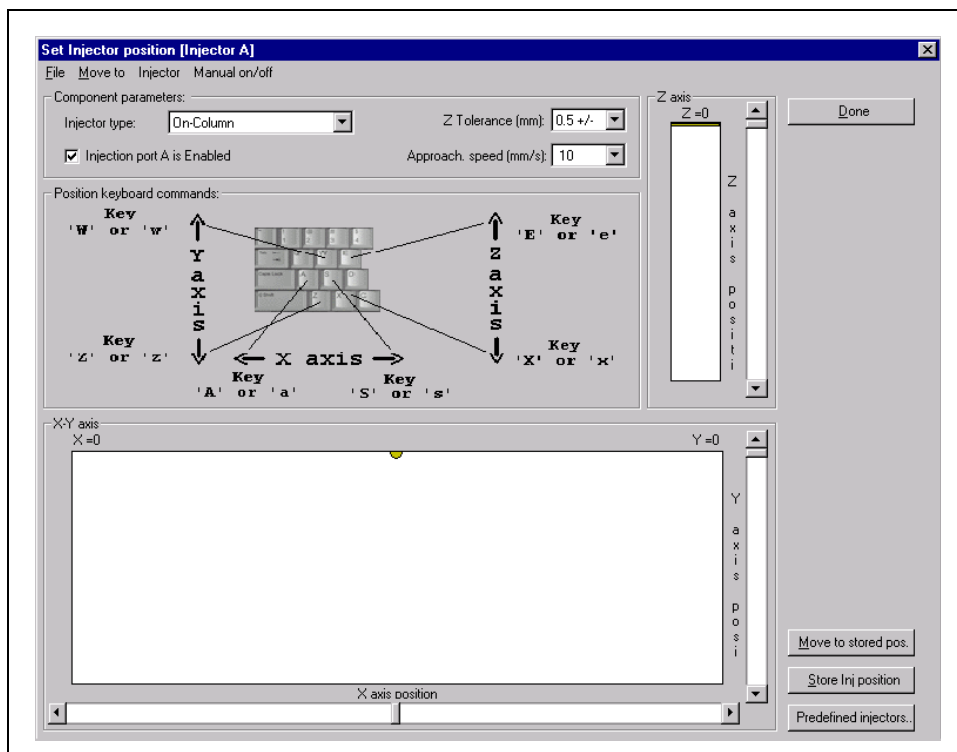 Set Injector position [Injector A]
File Move to Injector Manual on/off
Component parameters:
Injector type: On-Column
Z Tolerance (mm): 0.5 +/-
Injection port A is Enabled
Approach. speed (mm/s): 10
Z axis
Z =0
Z axis positi
Done
Position keyboard commands:
Key
'W' or 'w'
Key
'E' or 'e'
Y axis
Z axis
Key
'Z' or 'z'
X axis
Key
'X' or 'x'
Key
'A' or 'a'
Key
'S' or 's'
X-Y axis
X =0
Y =0
Y axis posi
X axis position
Move to stored pos.
Store Inj position
Predefined injectors..